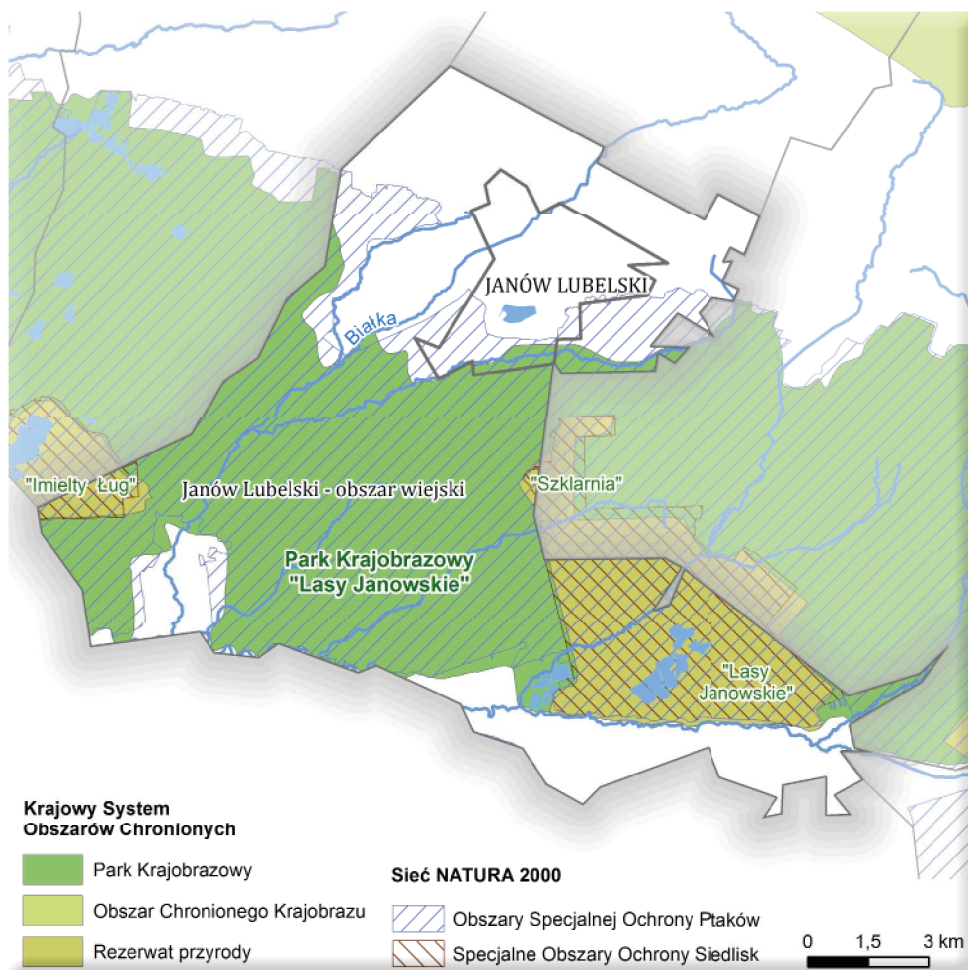 JANÓW LUBELSKI
Białka
"Imielty Ług"
Janów Lubelski - obszar wiejski
"Szklarnia"
Park Krajobrazowy
"Lasy Janowskie"
"Lasy
Janowskie"
Krajowy System
Obszarów Chronionych
Park Krajobrazowy
Obszar Chronionego Krajobrazu
Rezerwat przyrody
Sieć NATURA 2000
Obszary Specjalnej Ochrony Ptaków
Specjalne Obszary Ochrony Siedlisk
0 1,5 3 km